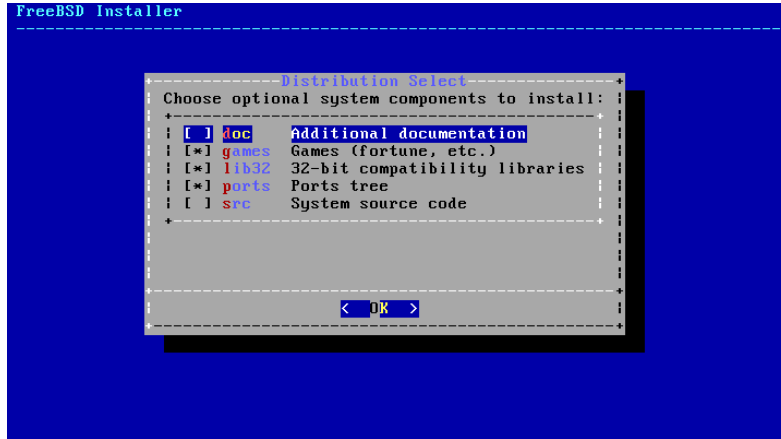 FreeBSD Installer
Distribution Select
Choose optional system components to install:
[ ] doc Additional documentation
[*] games Games (fortune, etc.)
[*] lib32 32-bit compatibility libraries
[*] ports Ports tree
[ ] src System source code
< OK >